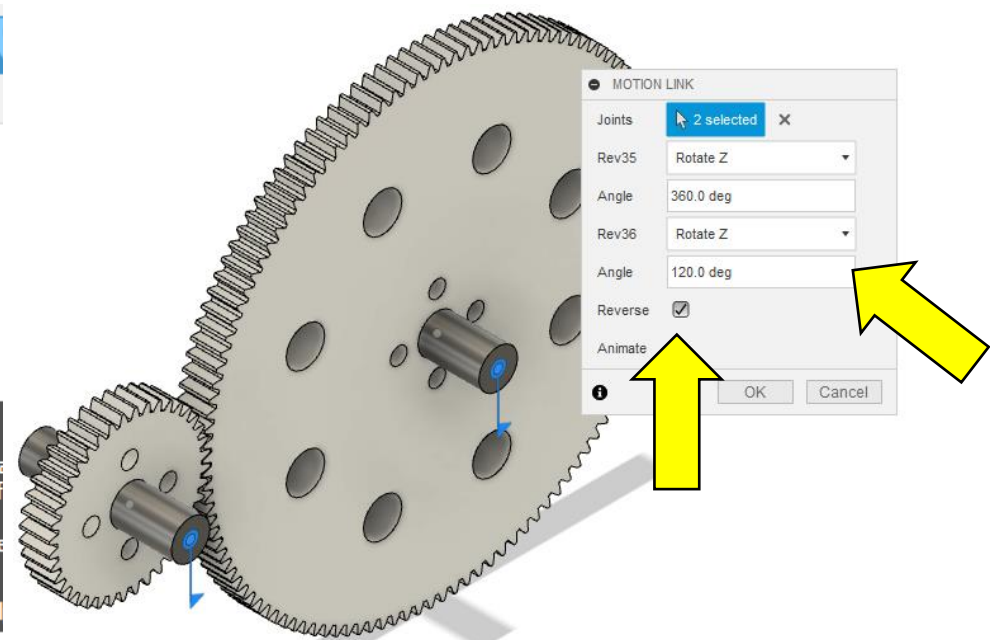 MOTION LINK
Joints 2 selected
Rev35 Rotate Z
Angle 360.0 deg
Rev36 Rotate Z
Angle 120.0 deg
Reverse
Animate
OK Cancel